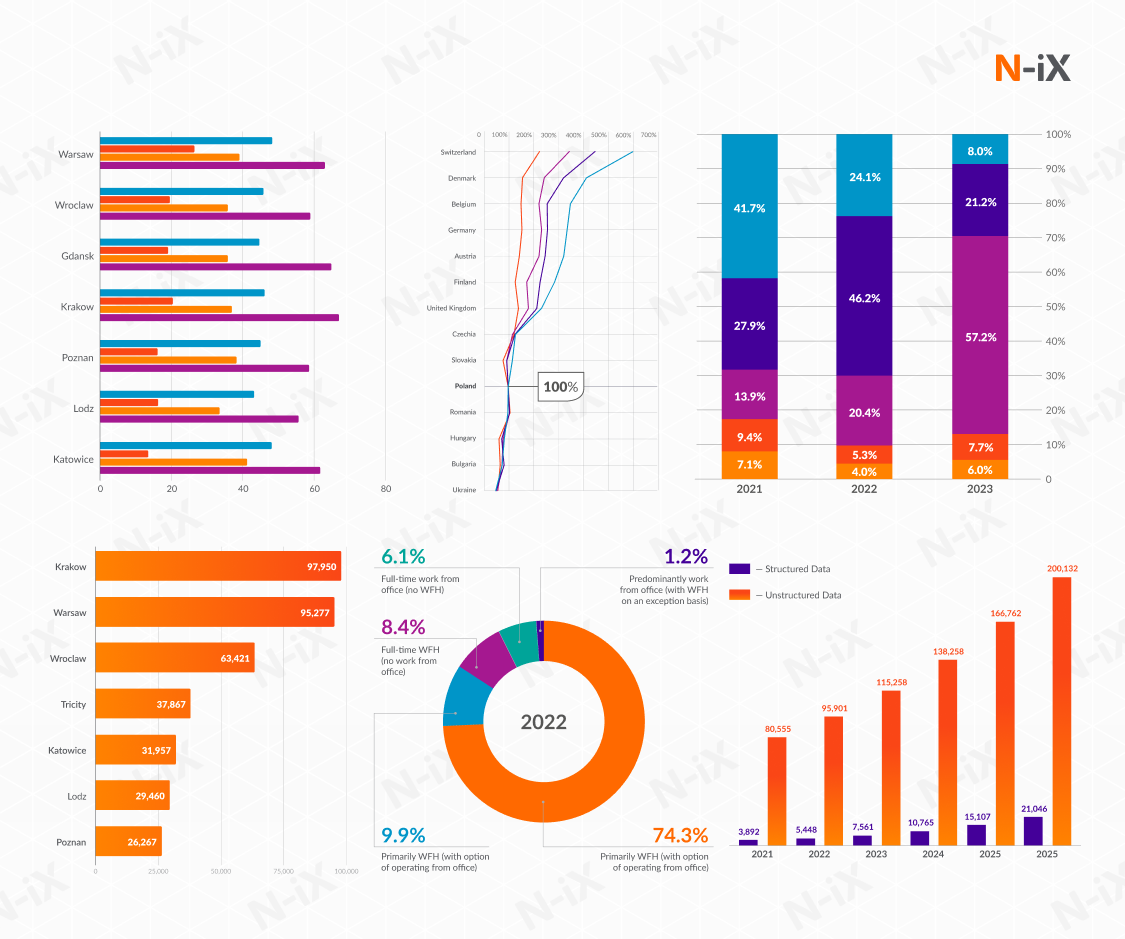 N-iX
Warsaw
Wroclaw
Gdansk
Krakow
Poznan
Lodz
Katowice
0 20 40 60 80
0 100% 200% 300% 400% 500% 600% 700%
Switzerland
Denmark
Belgium
Germany
Austria
Finland
United Kingdom
Czechia
Slovakia
Poland 100%
Romania
Hungary
Bulgaria
Ukraine
41.7%
27.9%
13.9%
9.4%
7.1%
2021
24.1%
46.2%
20.4%
5.3%
4.0%
2022
8.0%
21.2%
57.2%
7.7%
6.0%
2023
100%
90%
80%
70%
60%
50%
40%
30%
20%
10%
0
Krakow 97,950
Warsaw 95,277
Wroclaw 63,421
Tricity 37,867
Katowice 31,957
Lodz 29,460
Poznan 26,267
0 25,000 50,000 75,000 100,000
6.1%
Full-time work from
office (no WFH)
1.2%
Predominantly work
from office (with WFH
on an exception basis)
8.4%
Full-time WFH
(no work from
office)
2022
9.9%
Primarily WFH (with option
of operating from office)
74.3%
Primarily WFH (with option
of operating from office)
— Structured Data
— Unstructured Data
3,892 80,555
5,448 95,901
7,561 115,258
10,765 138,258
15,107 166,762
21,046 200,132
2021 2022 2023 2024 2025 2025